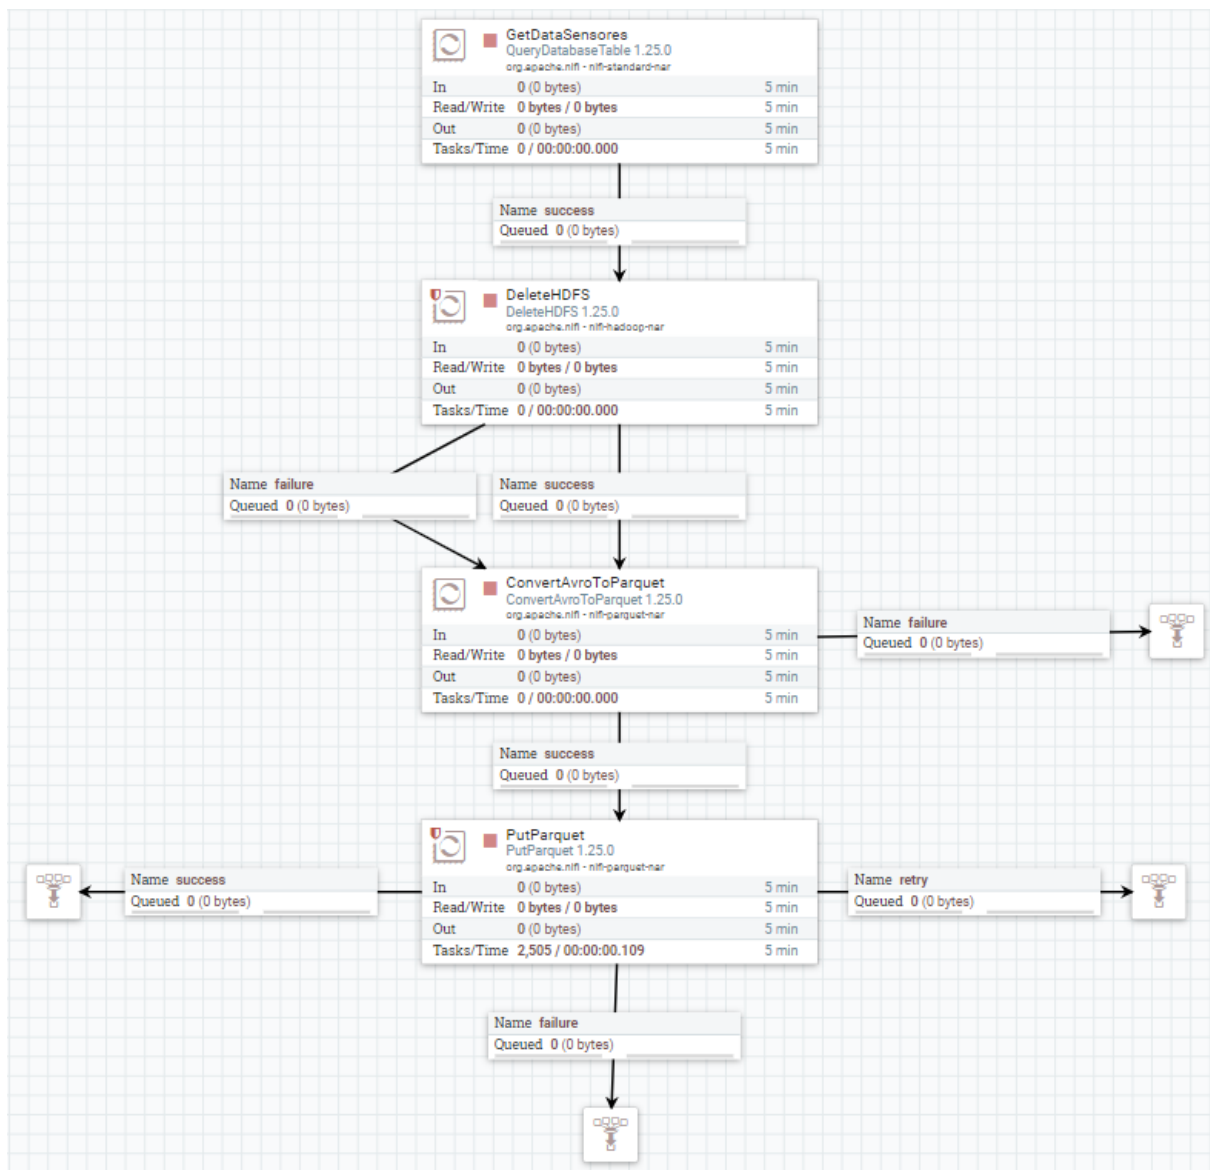 GetDataSensores
QueryDatabaseTable 1.25.0
org.apache.nifi - nifi-standard-nar
In 0 (0 bytes) 5 min
Read/Write 0 bytes / 0 bytes 5 min
Out 0 (0 bytes) 5 min
Tasks/Time 0 / 00:00:00.000 5 min
Name success
Queued 0 (0 bytes)
DeleteHDFS
DeleteHDFS 1.25.0
org.apache.nifi - nifi-hadoop-nar
In 0 (0 bytes) 5 min
Read/Write 0 bytes / 0 bytes 5 min
Out 0 (0 bytes) 5 min
Tasks/Time 0 / 00:00:00.000 5 min
Name failure
Queued 0 (0 bytes)
Name success
Queued 0 (0 bytes)
ConvertAvroToParquet
ConvertAvroToParquet 1.25.0
org.apache.nifi - nifi-parquet-nar
In 0 (0 bytes) 5 min
Read/Write 0 bytes / 0 bytes 5 min
Out 0 (0 bytes) 5 min
Tasks/Time 0 / 00:00:00.000 5 min
Name failure
Queued 0 (0 bytes)
Name success
Queued 0 (0 bytes)
PutParquet
PutParquet 1.25.0
org.apache.nifi - nifi-parquet-nar
In 0 (0 bytes) 5 min
Read/Write 0 bytes / 0 bytes 5 min
Out 0 (0 bytes) 5 min
Tasks/Time 2,505 / 00:00:00.109 5 min
Name success
Queued 0 (0 bytes)
Name retry
Queued 0 (0 bytes)
Name failure
Queued 0 (0 bytes)